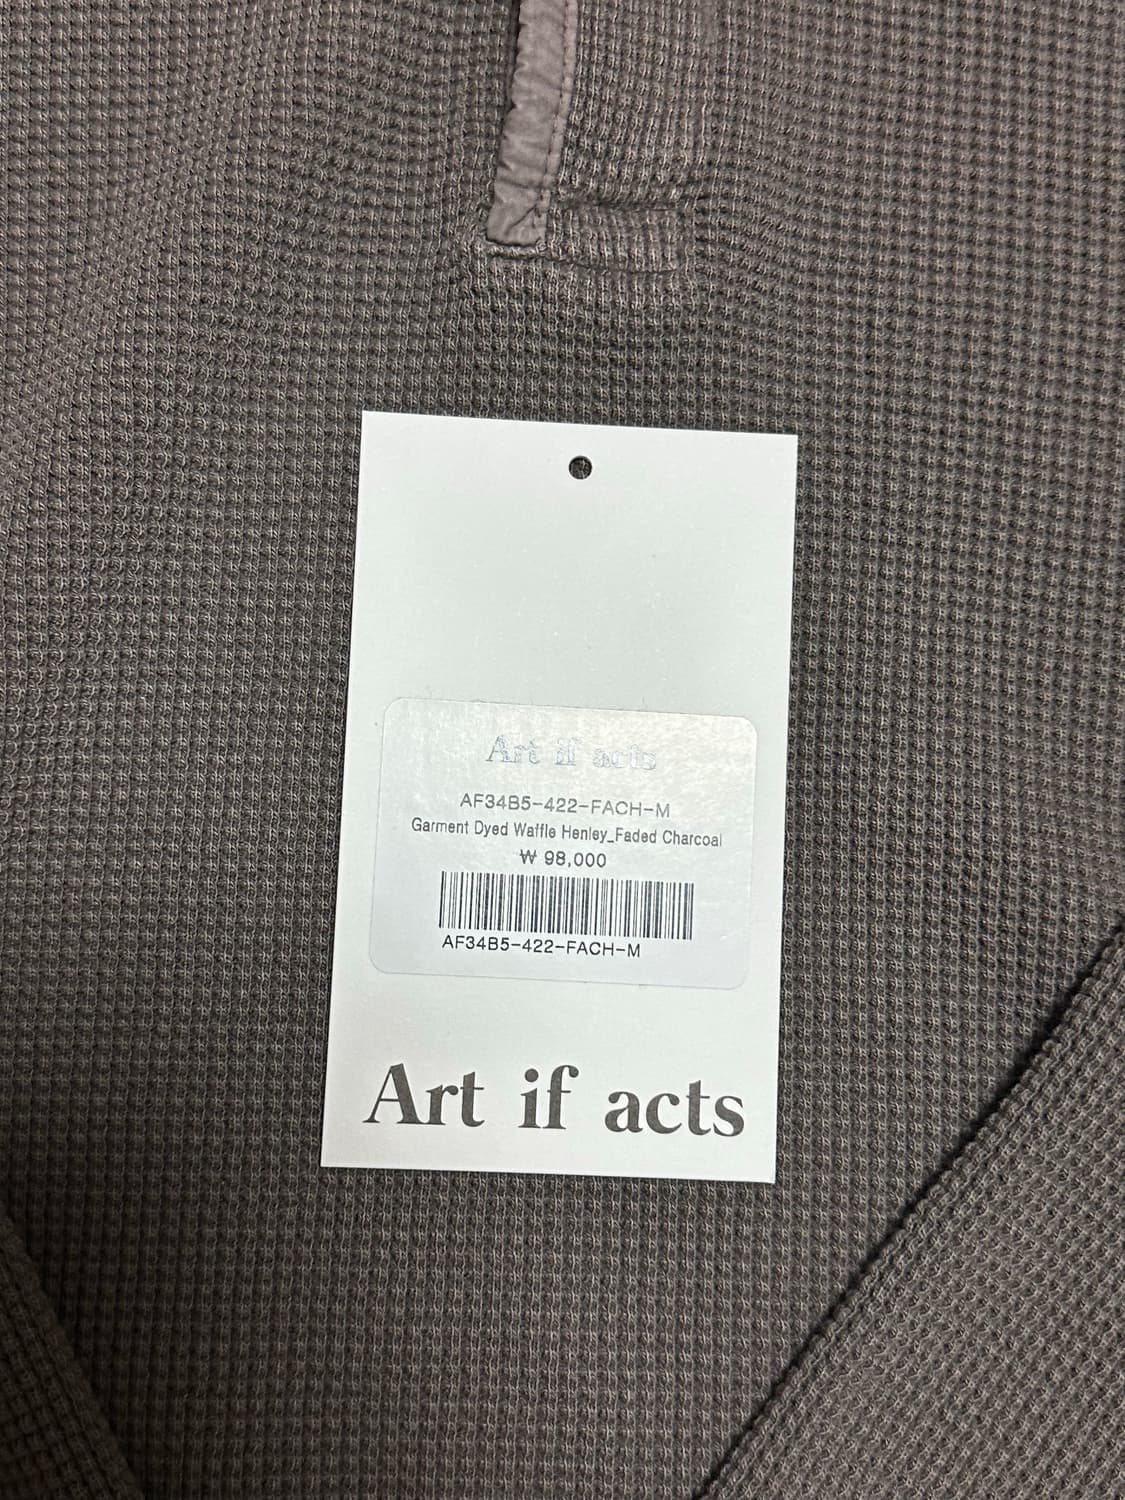 Art if acts
AF34B5-422-FACH-M
Garment Dyed Waffle Henley_Faded Charcoal
₩ 98,000
AF34B5-422-FACH-M
Art if acts